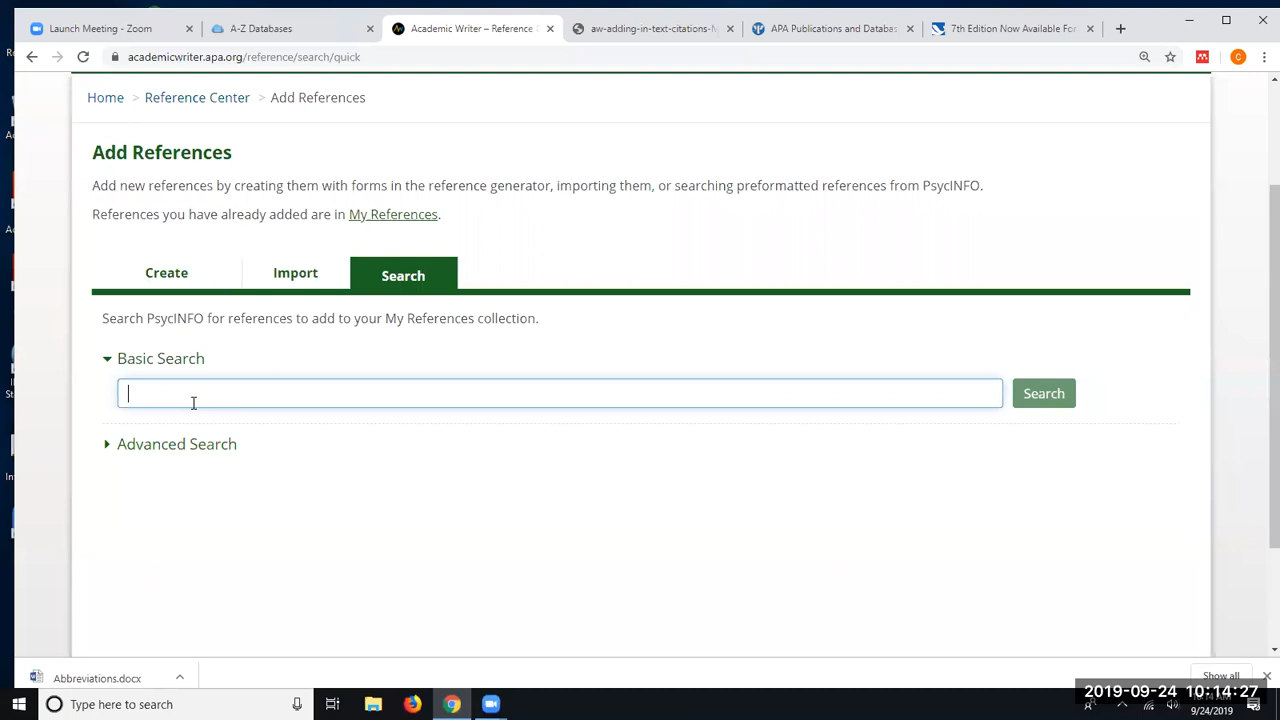 Launch Meeting - Zoom
A-Z Databases
Academic Writer – Reference
aw-adding-in-text-citations-
APA Publications and Databas
7th Edition Now Available For
academicwriter.apa.org/reference/search/quick
Home > Reference Center > Add References
Add References
Add new references by creating them with forms in the reference generator, importing them, or searching preformatted references from PsycINFO.
References you have already added are in My References.
Create Import Search
Search PsycINFO for references to add to your My References collection.
Basic Search
Search
Advanced Search
Abbreviations.docx
Show all
2019-09-24 10:14:27
Type here to search
9/24/2019